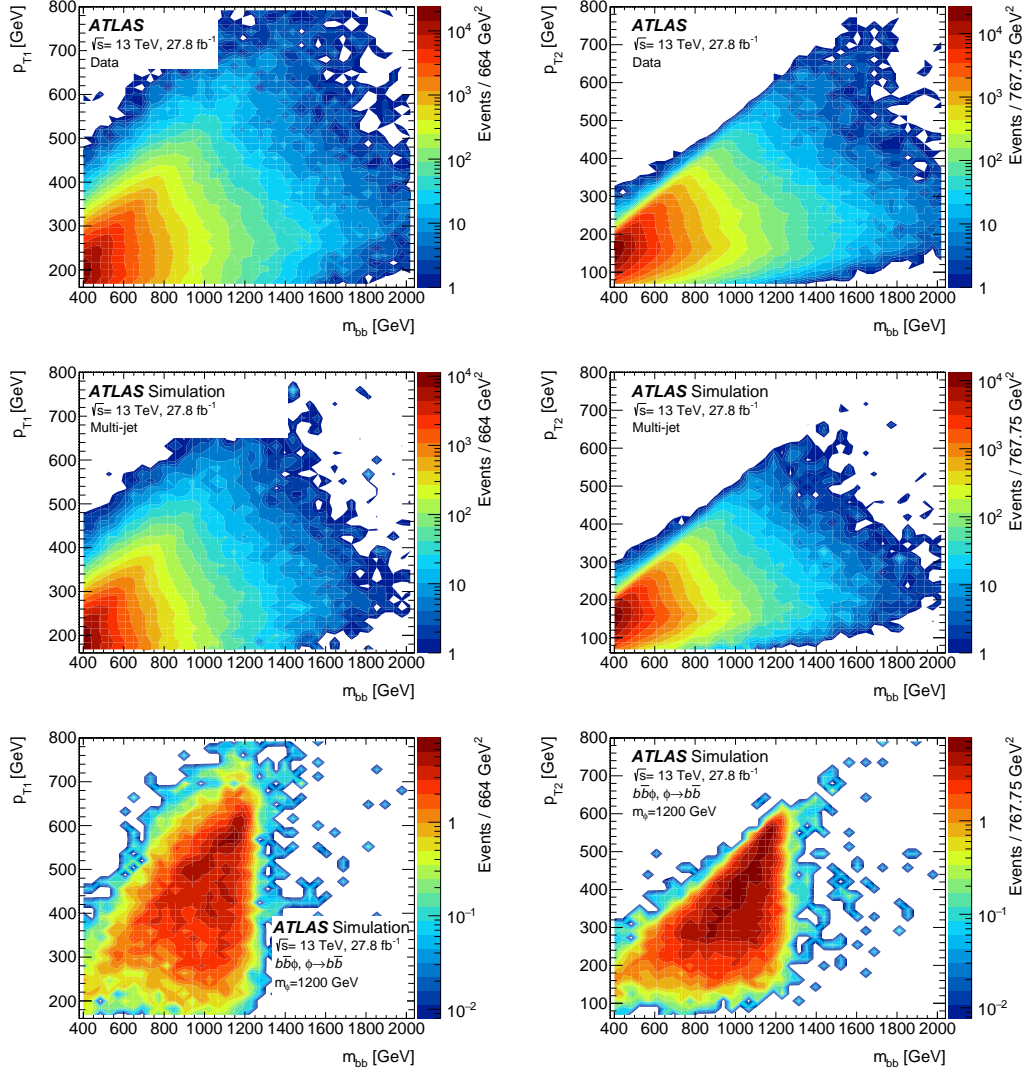 p_T1 [GeV]
800
700
600
500
400
300
200
ATLAS
√s= 13 TeV, 27.8 fb⁻¹
Data
400 600 800 1000 1200 1400 1600 1800 2000
m_bb [GeV]
10⁴
10³
10²
10
1
Events / 664 GeV²
p_T2 [GeV]
800
700
600
500
400
300
200
100
ATLAS
√s= 13 TeV, 27.8 fb⁻¹
Data
400 600 800 1000 1200 1400 1600 1800 2000
m_bb [GeV]
10⁴
10³
10²
10
1
Events / 767.75 GeV²
p_T1 [GeV]
800
700
600
500
400
300
200
ATLAS Simulation
√s= 13 TeV, 27.8 fb⁻¹
Multi-jet
400 600 800 1000 1200 1400 1600 1800 2000
m_bb [GeV]
10⁴
10³
10²
10
1
Events / 664 GeV²
p_T2 [GeV]
800
700
600
500
400
300
200
100
ATLAS Simulation
√s= 13 TeV, 27.8 fb⁻¹
Multi-jet
400 600 800 1000 1200 1400 1600 1800 2000
m_bb [GeV]
10⁴
10³
10²
10
1
Events / 767.75 GeV²
p_T1 [GeV]
800
700
600
500
400
300
200
ATLAS Simulation
√s= 13 TeV, 27.8 fb⁻¹
bb̅ϕ, ϕ→bb̅
m_ϕ=1200 GeV
400 600 800 1000 1200 1400 1600 1800 2000
m_bb [GeV]
1
10⁻¹
10⁻²
Events / 664 GeV²
p_T2 [GeV]
800
700
600
500
400
300
200
100
ATLAS Simulation
√s= 13 TeV, 27.8 fb⁻¹
bb̅ϕ, ϕ→bb̅
m_ϕ=1200 GeV
400 600 800 1000 1200 1400 1600 1800 2000
m_bb [GeV]
1
10⁻¹
10⁻²
Events / 767.75 GeV²